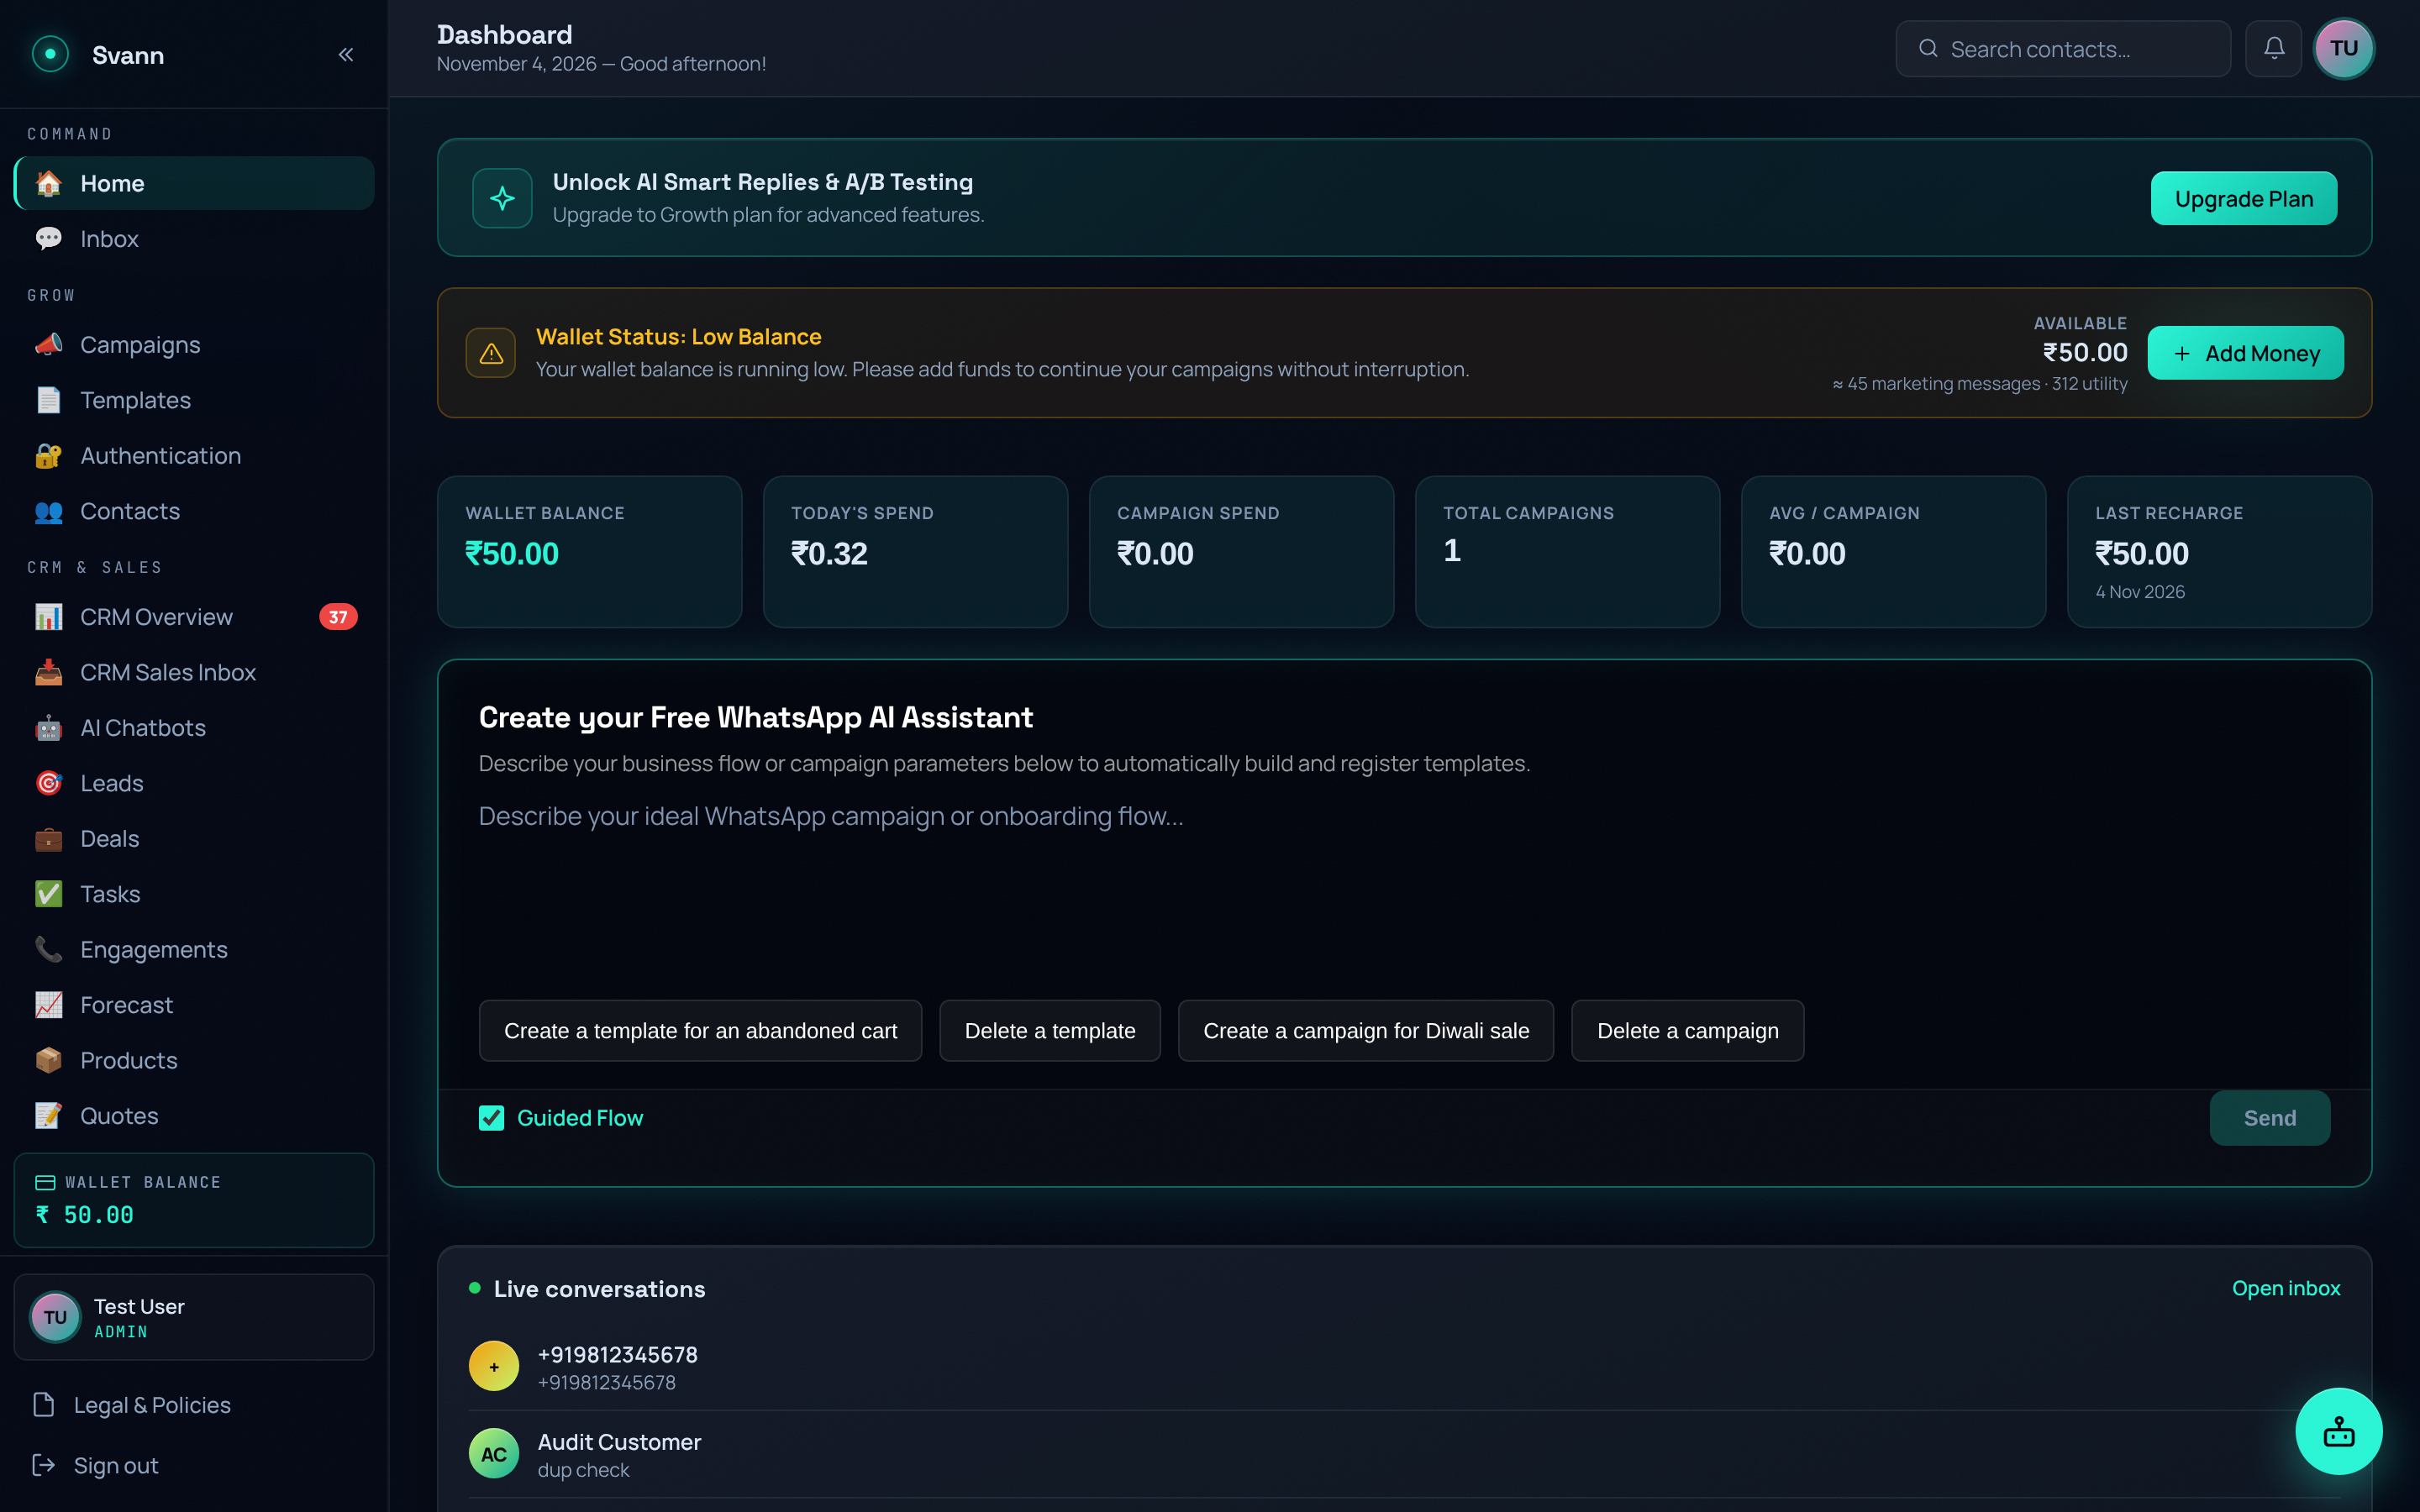 Svann
COMMAND
Home
Inbox
GROW
Campaigns
Templates
Authentication
Contacts
CRM & SALES
CRM Overview 37
CRM Sales Inbox
AI Chatbots
Leads
Deals
Tasks
Engagements
Forecast
Products
Quotes
WALLET BALANCE
₹ 50.00
TU
Test User
ADMIN
Legal & Policies
Sign out
Dashboard
November 4, 2026 — Good afternoon!
Search contacts...
TU
Unlock AI Smart Replies & A/B Testing
Upgrade to Growth plan for advanced features.
Upgrade Plan
Wallet Status: Low Balance
Your wallet balance is running low. Please add funds to continue your campaigns without interruption.
AVAILABLE
₹50.00
≈ 45 marketing messages · 312 utility
+ Add Money
WALLET BALANCE
₹50.00
TODAY'S SPEND
₹0.32
CAMPAIGN SPEND
₹0.00
TOTAL CAMPAIGNS
1
AVG / CAMPAIGN
₹0.00
LAST RECHARGE
₹50.00
4 Nov 2026
Create your Free WhatsApp AI Assistant
Describe your business flow or campaign parameters below to automatically build and register templates.
Describe your ideal WhatsApp campaign or onboarding flow...
Create a template for an abandoned cart
Delete a template
Create a campaign for Diwali sale
Delete a campaign
Guided Flow
Send
Live conversations
Open inbox
+
+919812345678
+919812345678
AC
Audit Customer
dup check